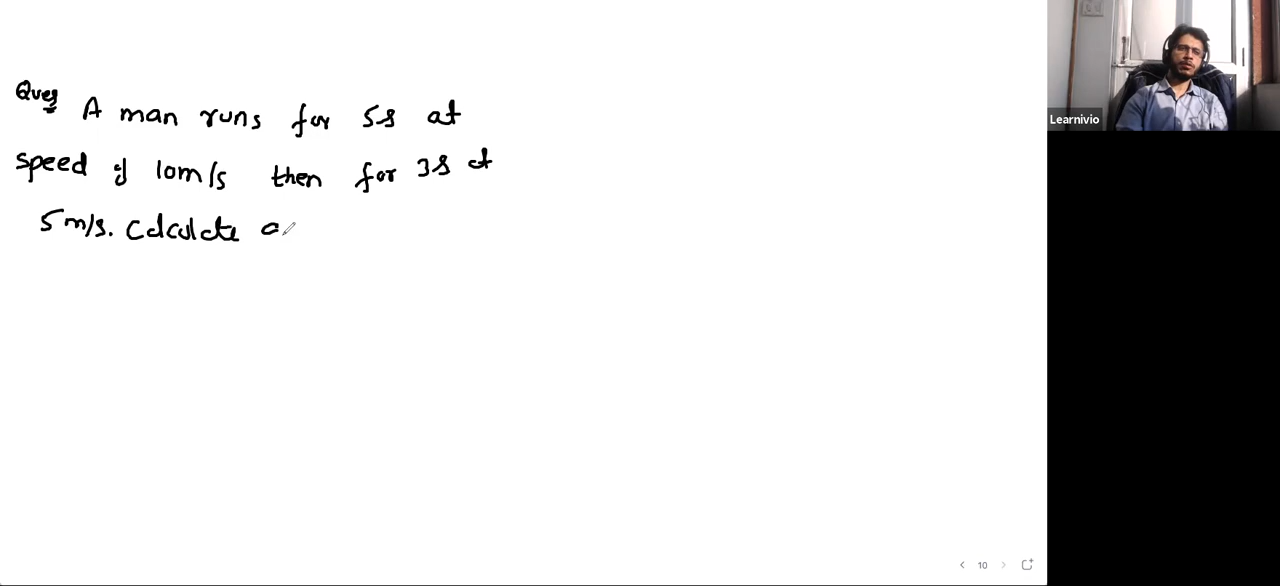 Ques A man runs for 5s at
speed of 10m/s then for 3s at
5m/s. Calculate a
Learnivio
10